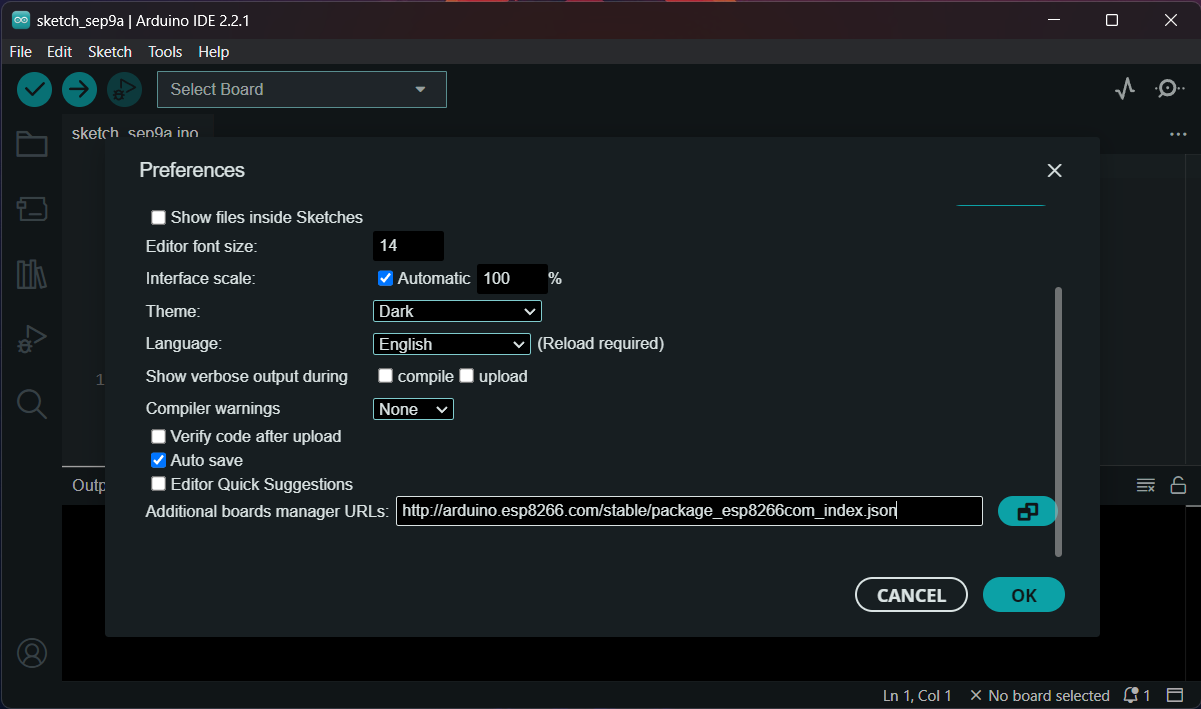 sketch_sep9a | Arduino IDE 2.2.1
File Edit Sketch Tools Help
Select Board
sketch_sep9a.ino
Preferences
Show files inside Sketches
Editor font size: 14
Interface scale: Automatic 100 %
Theme: Dark
Language: English (Reload required)
Show verbose output during compile upload
1
Compiler warnings None
Verify code after upload
Auto save
Outp
Editor Quick Suggestions
Additional boards manager URLs: http://arduino.esp8266.com/stable/package_esp8266com_index.json
CANCEL OK
Ln 1, Col 1 No board selected 1